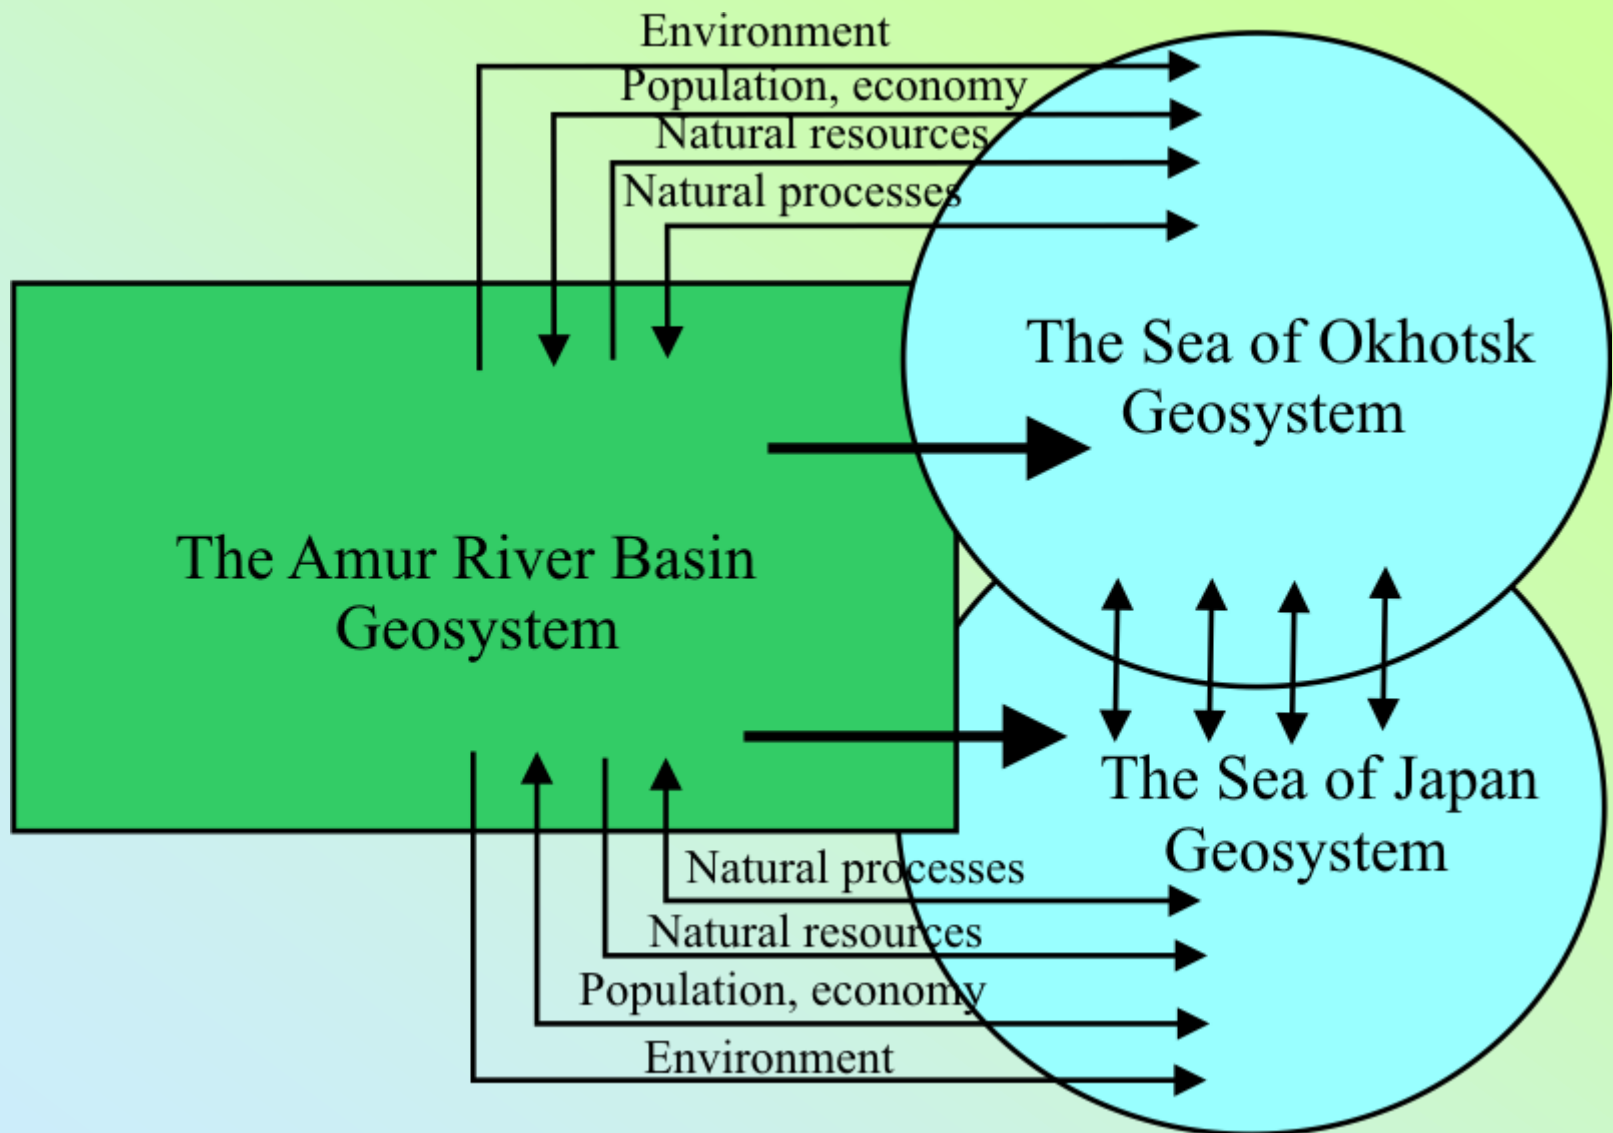 Environment
Population, economy
Natural resources
Natural processes
The Sea of Okhotsk
Geosystem
The Amur River Basin
Geosystem
The Sea of Japan
Geosystem
Natural processes
Natural resources
Population, economy
Environment